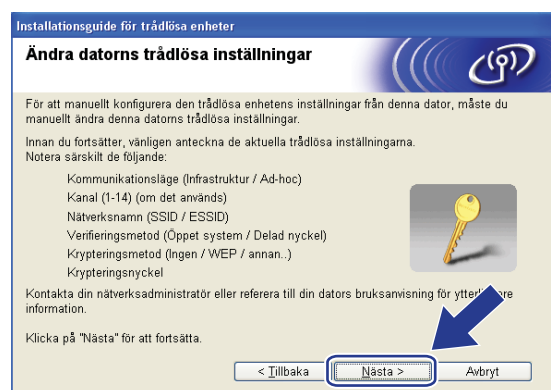 Installationsguide för trådlösa enheter
Ändra datorns trådlösa inställningar
För att manuellt konfigurera den trådlösa enhetens inställningar från denna dator, måste du
manuellt ändra denna datorns trådlösa inställningar.
Innan du fortsätter, vänligen anteckna de aktuella trådlösa inställningarna.
Notera särskilt de följande:
Kommunikationsläge (Infrastruktur / Ad-hoc)
Kanal (1-14) (om det används)
Nätverksnamn (SSID / ESSID)
Verifieringsmetod (Öppet system / Delad nyckel)
Krypteringsmetod (Ingen / WEP / annan..)
Krypteringsnyckel
Kontakta din nätverksadministratör eller referera till din dators bruksanvisning för
information.
Klicka på "Nästa" för att fortsätta.
< Tillbaka Nästa > Avbryt